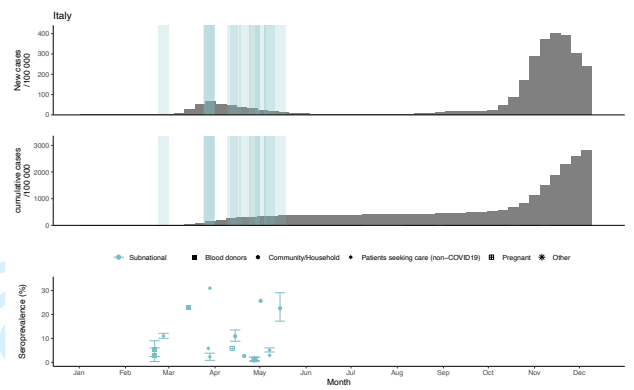 Italy
New cases
/100 000
400
300
200
100
0
cumulative cases
/100 000
3000
2000
1000
0
Subnational
Blood donors
Community/Household
Patients seeking care (non−COVID19)
Pregnant
Other
Seroprevalence (%)
30
20
10
0
Jan Feb Mar Apr May Jun Jul Aug Sep Oct Nov Dec
Month